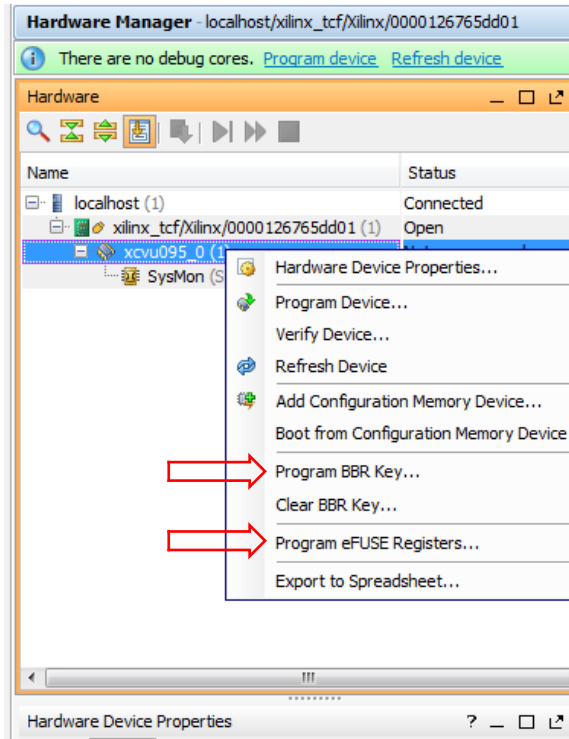 Hardware Manager - localhost/xilinx_tcf/Xilinx/0000126765dd01
There are no debug cores. Program device Refresh device
Hardware
Name Status
localhost (1) Connected
xilinx_tcf/Xilinx/0000126765dd01 (1) Open
xcvu095_0 (1)
SysMon (S
Hardware Device Properties...
Program Device...
Verify Device...
Refresh Device
Add Configuration Memory Device...
Boot from Configuration Memory Device
Program BBR Key...
Clear BBR Key...
Program eFUSE Registers...
Export to Spreadsheet...
Hardware Device Properties